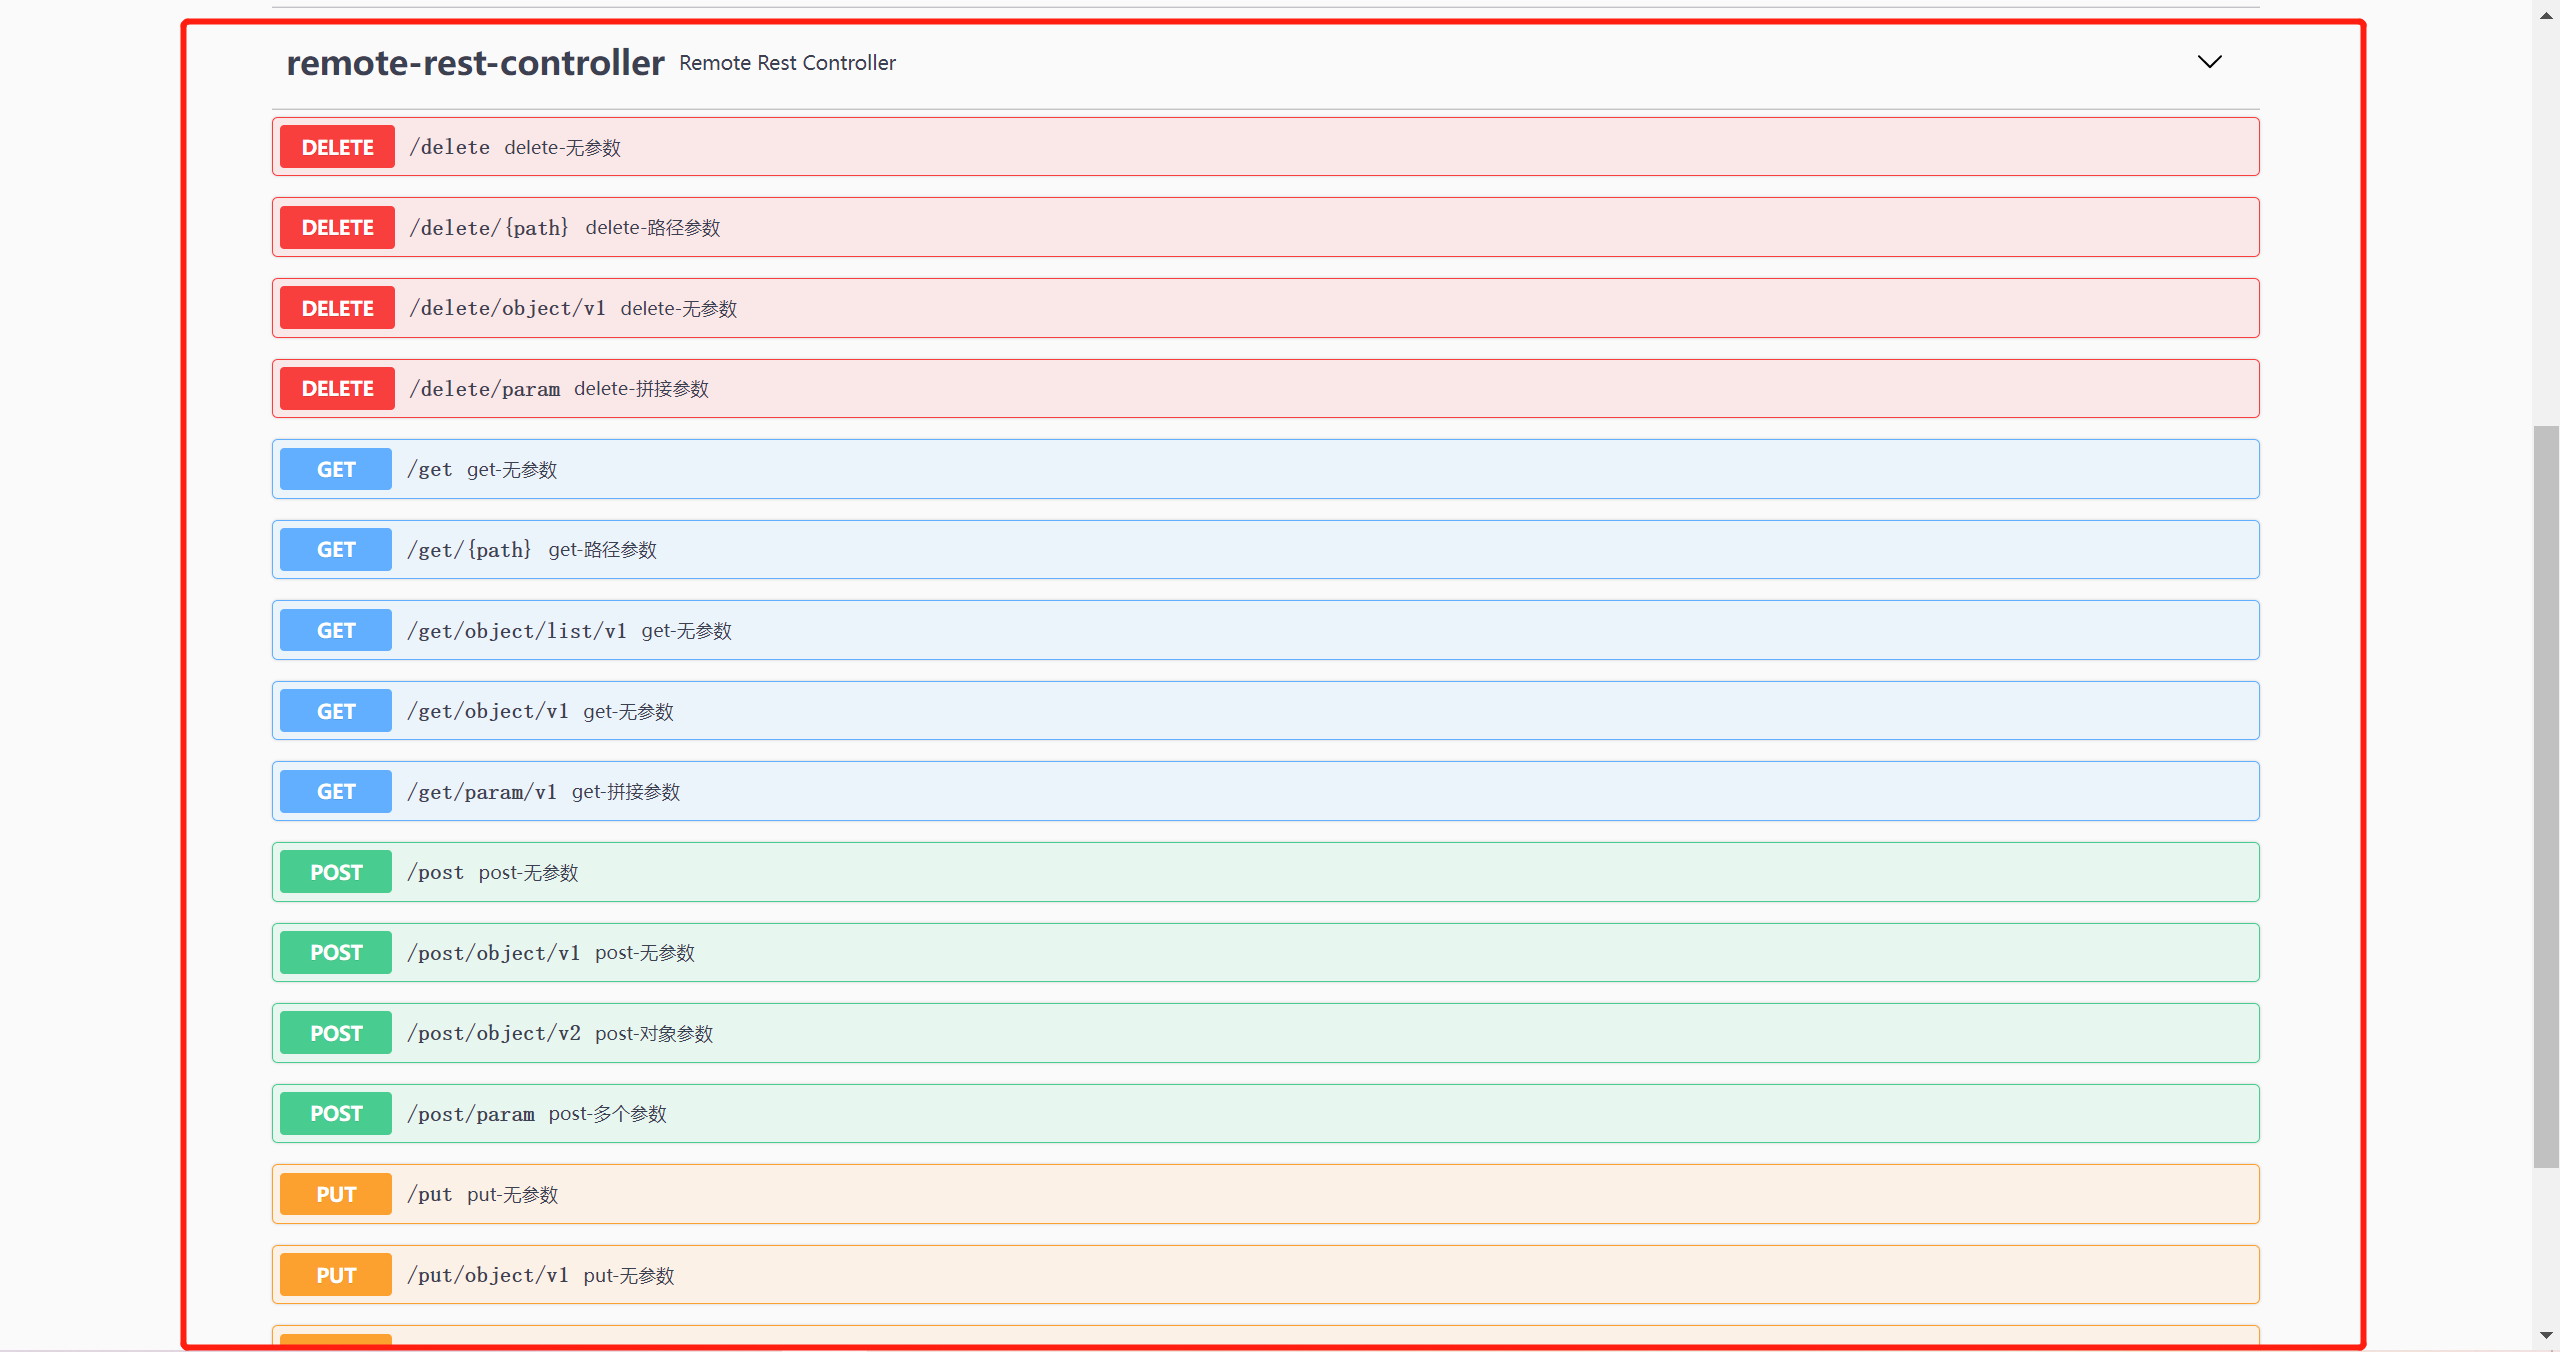 remote-rest-controller Remote Rest Controller
DELETE /delete delete-无参数
DELETE /delete/{path} delete-路径参数
DELETE /delete/object/v1 delete-无参数
DELETE /delete/param delete-拼接参数
GET /get get-无参数
GET /get/{path} get-路径参数
GET /get/object/list/v1 get-无参数
GET /get/object/v1 get-无参数
GET /get/param/v1 get-拼接参数
POST /post post-无参数
POST /post/object/v1 post-无参数
POST /post/object/v2 post-对象参数
POST /post/param post-多个参数
PUT /put put-无参数
PUT /put/object/v1 put-无参数